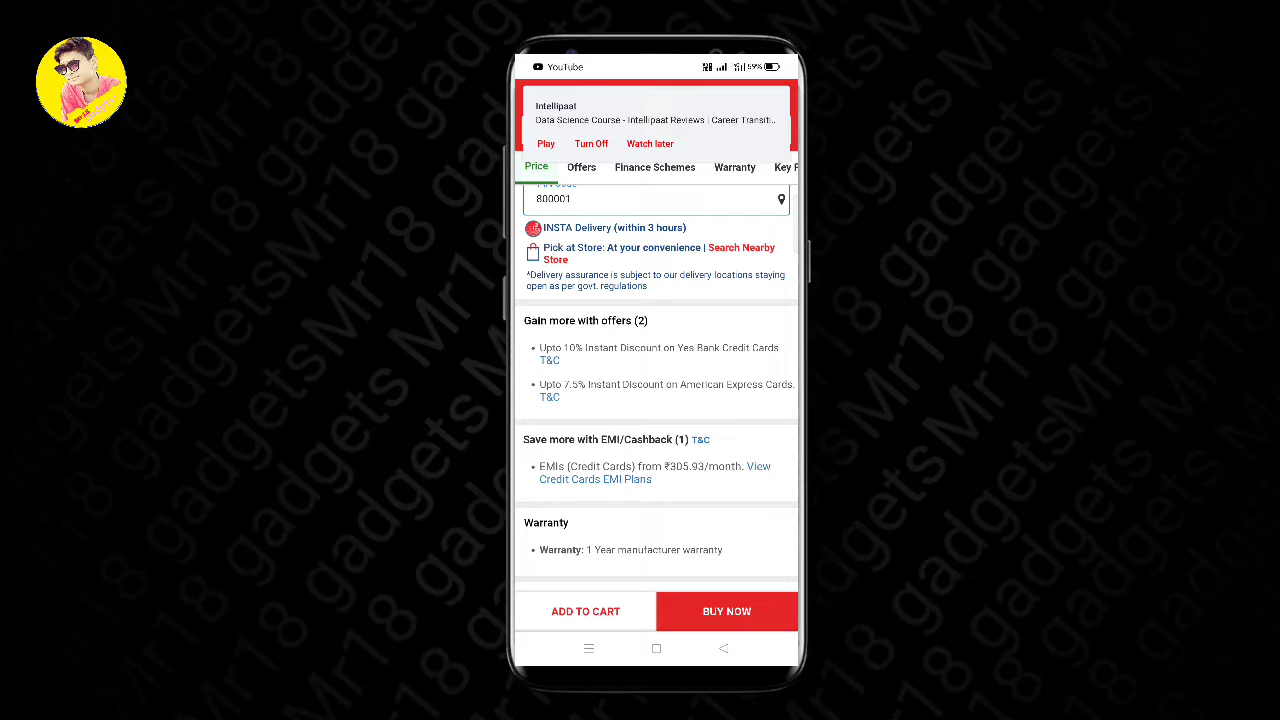 YouTube
59%
Intellipaat
Data Science Course - Intellipaat Reviews | Career Transiti..
Play Turn Off Watch later
Price Offers Finance Schemes Warranty Key F
PIN Code
800001
INSTA Delivery (within 3 hours)
Pick at Store: At your convenience | Search Nearby
Store
*Delivery assurance is subject to our delivery locations staying
open as per govt. regulations
Gain more with offers (2)
• Upto 10% Instant Discount on Yes Bank Credit Cards
T&C
• Upto 7.5% Instant Discount on American Express Cards.
T&C
Save more with EMI/Cashback (1) T&C
• EMIs (Credit Cards) from ₹305.93/month. View
Credit Cards EMI Plans
Warranty
• Warranty: 1 Year manufacturer warranty
ADD TO CART BUY NOW
Mr18 gadgets